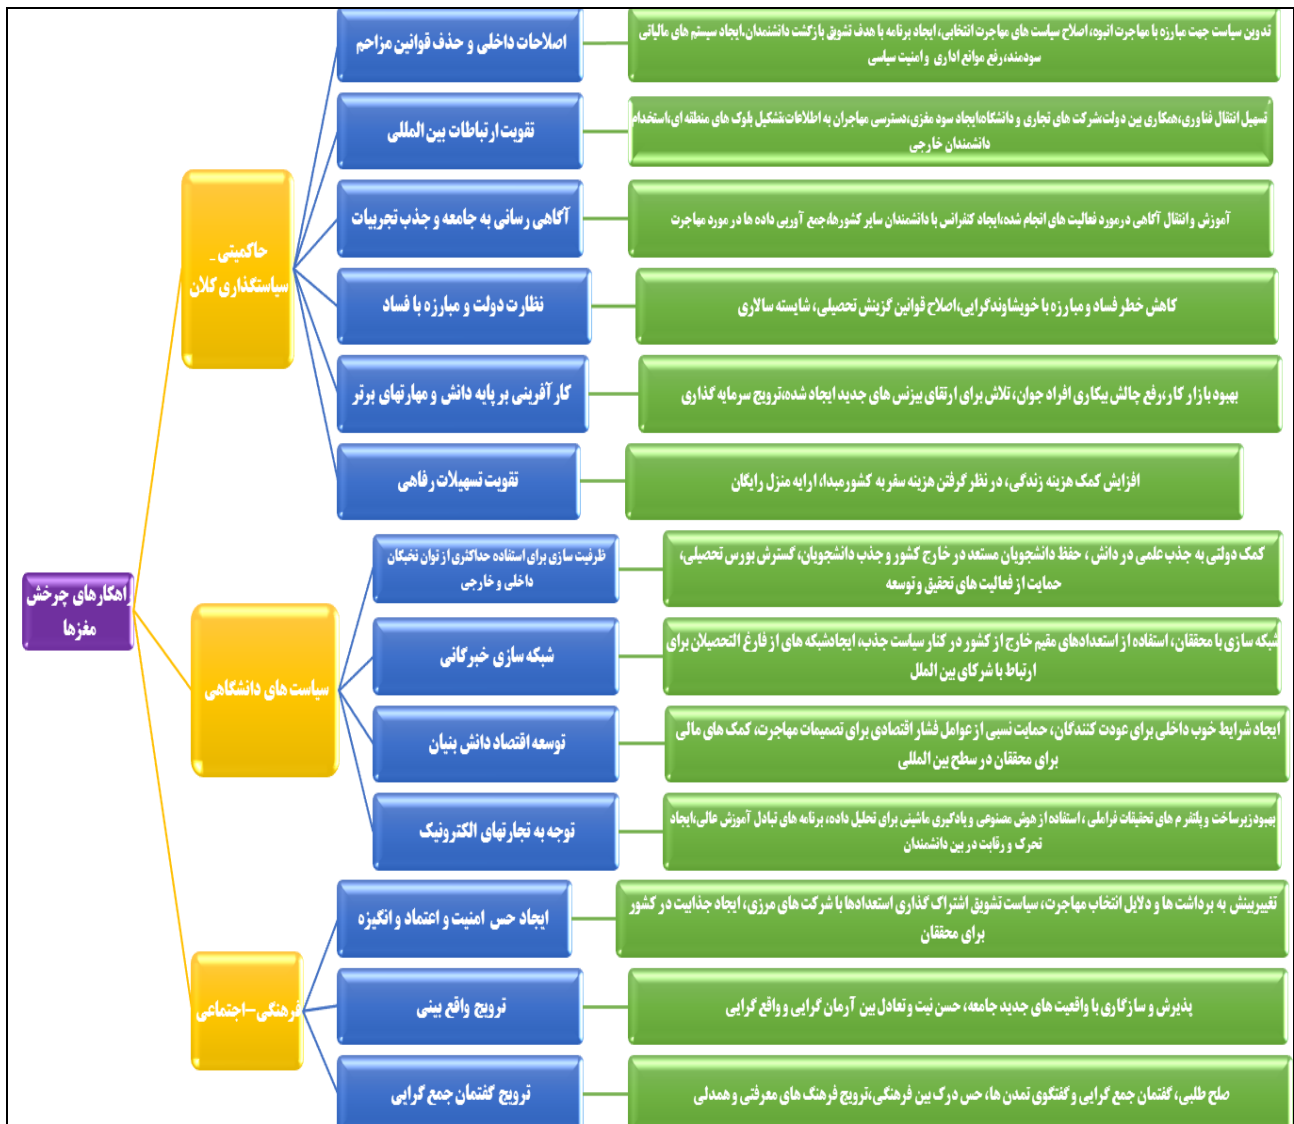 راهکارهای چرخش
مغزها
حاکمیتی _
سیاستگذاری کلان
اصلاحات داخلی و حذف قوانین مزاحم
تدوین سیاست جهت مبارزه با مهاجرت انبوه، اصلاح سیاست های مهاجرت انتخابی، ایجاد برنامه با هدف تشویق بازگشت دانشمندان.ایجاد سیستم های مالیاتی
سودمند،رفع موانع اداری و امنیت سیاسی
تقویت ارتباطات بین المللی
تسهیل انتقال فناوری،همکاری بین دولت،شرکت های تجاری و دانشگاه،ایجاد سود مغزی،دسترسی مهاجران به اطلاعات،تشکیل بلوک های منطقه ای،استخدام
دانشمندان خارجی
آگاهی رسانی به جامعه و جذب تجربیات
آموزش و انتقال آگاهی درمورد فعالیت های انجام شده،ایجاد کنفرانس با دانشمندان سایر کشورها،جمع آوریی داده ها در مورد مهاجرت
نظارت دولت و مبارزه با فساد
کاهش خطر فساد و مبارزه با خویشاوندگرایی،اصلاح قوانین گزینش تحصیلی، شایسته سالاری
کارآفرینی بر پایه دانش و مهارتهای برتر
بهبود بازار کار،رفع چالش بیکاری افراد جوان، تلاش برای ارتقای بیزنس های جدید ایجاد شده،ترویج سرمایه گذاری
تقویت تسهیلات رفاهی
افزایش کمک هزینه زندگی، در نظر گرفتن هزینه سفر به کشورمبدا، ارایه منزل رایگان
سیاست های دانشگاهی
ظرفیت سازی برای استفاده حداکثری از توان نخبگان
داخلی و خارجی
کمک دولتی به جذب علمی در دانش ، حفظ دانشجویان مستعد در خارج کشور و جذب دانشجویان، گسترش بورس تحصیلی،
حمایت از فعالیت های تحقیق و توسعه
شبکه سازی خبرگانی
شبکه سازی با محققان، استفاده از استعدادهای مقیم خارج از کشور در کنار سیاست جذب، ایجادشبکه های از فارغ التحصیلان برای
ارتباط با شرکای بین الملل
توسعه اقتصاد دانش بنیان
ایجاد شرایط خوب داخلی برای عودت کنندگان، حمایت نسبی از عوامل فشار اقتصادی برای تصمیمات مهاجرت، کمک های مالی
برای محققان در سطح بین المللی
توجه به تجارتهای الکترونیک
بهبود زیرساخت و پلتفرم های تحقیقات فراملی ، استفاده از هوش مصنوعی و یادگیری ماشینی برای تحلیل داده، برنامه های تبادل آموزش عالی،ایجاد
تحرک و رقابت در بین دانشمندان
فرهنگی-اجتماعی
ایجاد حس امنیت و اعتماد و انگیزه
تغییربینش به برداشت ها و دلایل انتخاب مهاجرت، سیاست تشویق اشتراک گذاری استعدادها با شرکت های مرزی، ایجاد جذابیت در کشور
برای محققان
ترویج واقع بینی
پذیرش و سازگاری با واقعیت های جدید جامعه، حسن نیت و تعادل بین آرمان گرایی و واقع گرایی
ترویج گفتمان جمع گرایی
صلح طلبی، گفتمان جمع گرایی و گفتگوی تمدن ها، حس درک بین فرهنگی،ترویج فرهنگ های معرفتی و همدلی